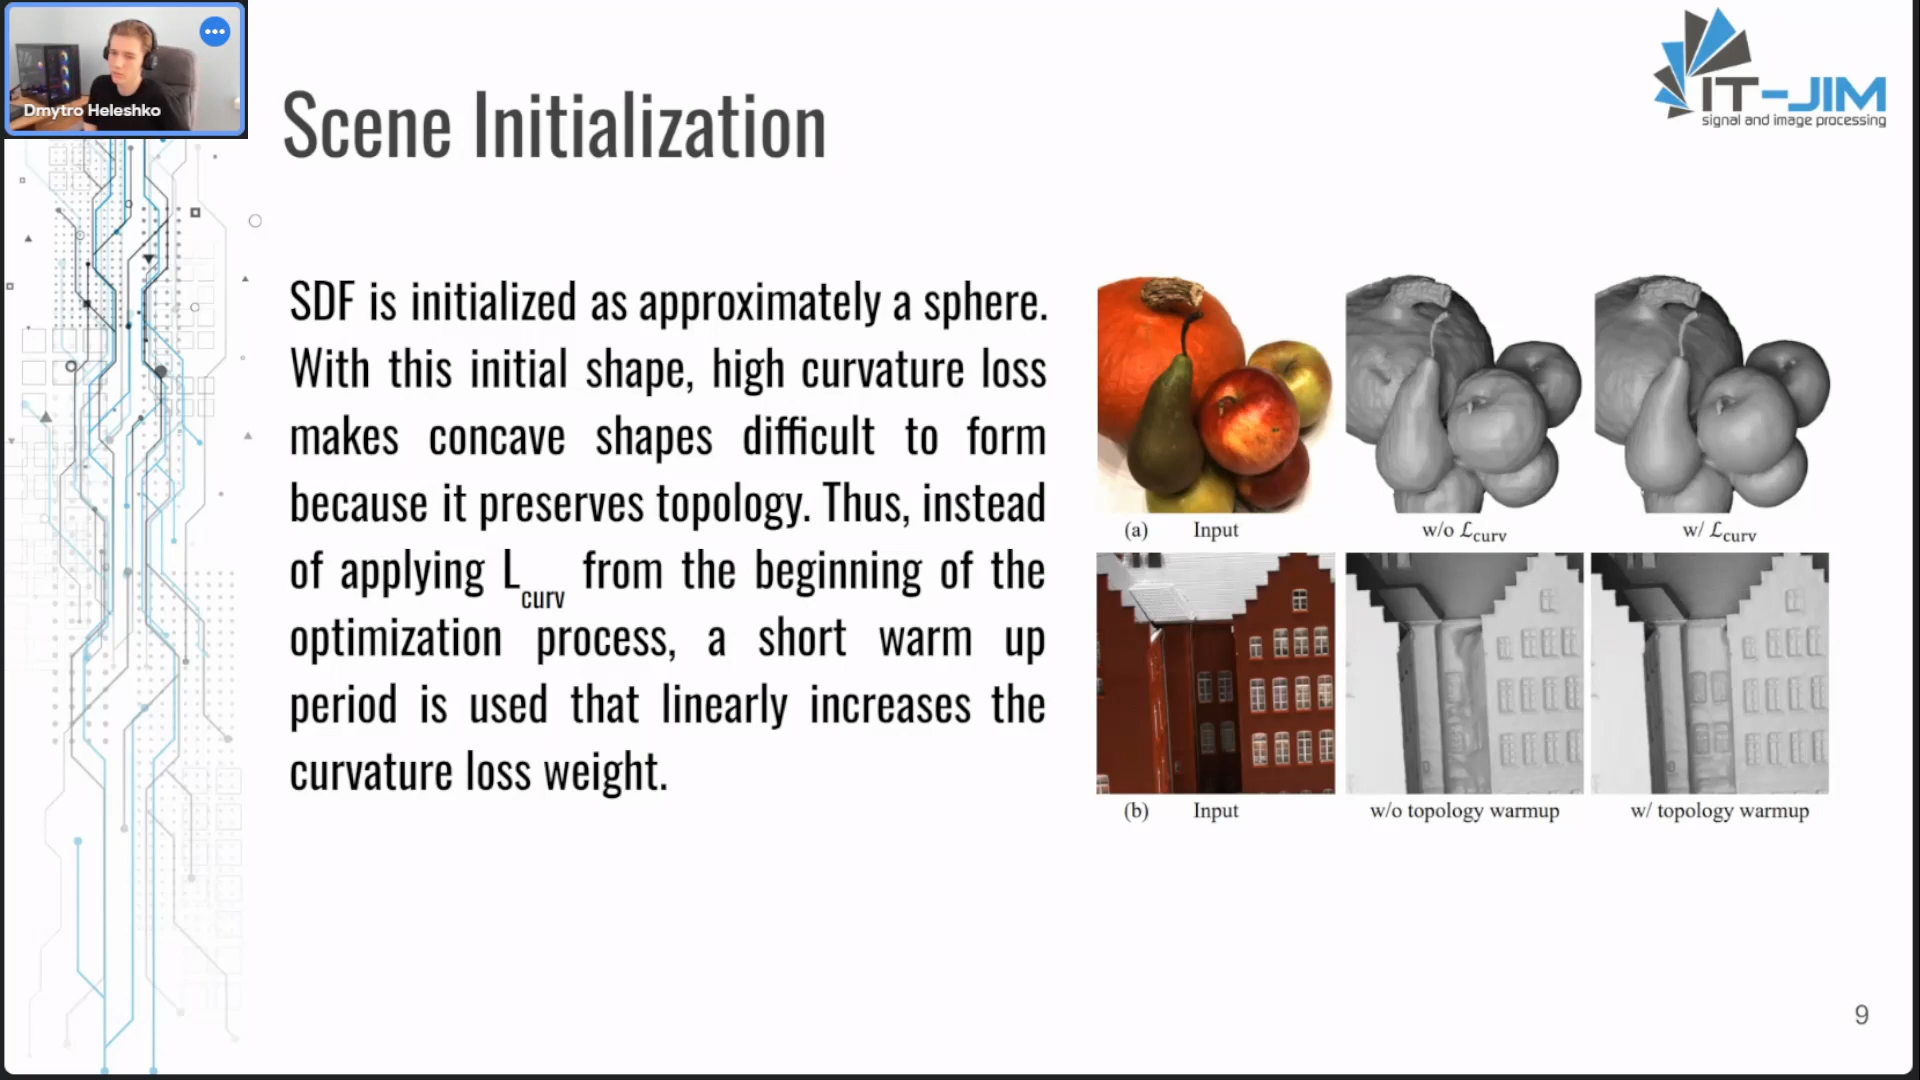 Dmytro Heleshko
IT-JIM
signal and image processing
Scene Initialization
SDF is initialized as approximately a sphere.
With this initial shape, high curvature loss
makes concave shapes difficult to form
because it preserves topology. Thus, instead
of applying L curv from the beginning of the
optimization process, a short warm up
period is used that linearly increases the
curvature loss weight.
(a) Input w/o ℒcurv w/ ℒcurv
(b) Input w/o topology warmup w/ topology warmup
9